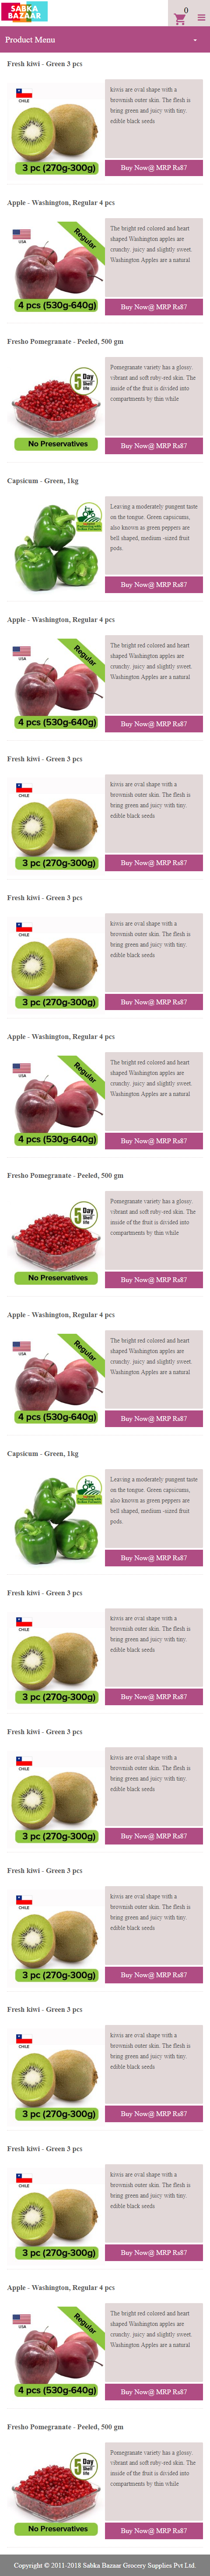 SABKA
BAZAAR
0
Product Menu
Fresh kiwi - Green 3 pcs
CHILE
3 pc (270g-300g)
kiwis are oval shape with a
brownish outer skin. The flesh is
bring green and juicy with tiny,
edible black seeds
Buy Now@ MRP Rs87
Apple - Washington, Regular 4 pcs
USA
Regular
4 pcs (530g-640g)
The bright red colored and heart
shaped Washington apples are
crunchy, juicy and slightly sweet.
Washington Apples are a natural
Buy Now@ MRP Rs87
Fresho Pomegranate - Peeled, 500 gm
5 Day
Shelf
life
No Preservatives
Pomegranate variety has a glossy,
vibrant and soft ruby-red skin. The
inside of the fruit is divided into
compartments by thin while
Buy Now@ MRP Rs87
Capsicum - Green, 1kg
Leaving a moderately pungent taste
on the tongue. Green capsicums,
also known as green peppers are
bell shaped, medium -sized fruit
pods.
Buy Now@ MRP Rs87
Apple - Washington, Regular 4 pcs
USA
Regular
4 pcs (530g-640g)
The bright red colored and heart
shaped Washington apples are
crunchy, juicy and slightly sweet.
Washington Apples are a natural
Buy Now@ MRP Rs87
Fresh kiwi - Green 3 pcs
CHILE
3 pc (270g-300g)
kiwis are oval shape with a
brownish outer skin. The flesh is
bring green and juicy with tiny,
edible black seeds
Buy Now@ MRP Rs87
Fresh kiwi - Green 3 pcs
CHILE
3 pc (270g-300g)
kiwis are oval shape with a
brownish outer skin. The flesh is
bring green and juicy with tiny,
edible black seeds
Buy Now@ MRP Rs87
Apple - Washington, Regular 4 pcs
USA
Regular
4 pcs (530g-640g)
The bright red colored and heart
shaped Washington apples are
crunchy, juicy and slightly sweet.
Washington Apples are a natural
Buy Now@ MRP Rs87
Fresho Pomegranate - Peeled, 500 gm
5 Day
Shelf
life
No Preservatives
Pomegranate variety has a glossy,
vibrant and soft ruby-red skin. The
inside of the fruit is divided into
compartments by thin while
Buy Now@ MRP Rs87
Apple - Washington, Regular 4 pcs
USA
Regular
4 pcs (530g-640g)
The bright red colored and heart
shaped Washington apples are
crunchy, juicy and slightly sweet.
Washington Apples are a natural
Buy Now@ MRP Rs87
Capsicum - Green, 1kg
Leaving a moderately pungent taste
on the tongue. Green capsicums,
also known as green peppers are
bell shaped, medium -sized fruit
pods.
Buy Now@ MRP Rs87
Fresh kiwi - Green 3 pcs
CHILE
3 pc (270g-300g)
kiwis are oval shape with a
brownish outer skin. The flesh is
bring green and juicy with tiny,
edible black seeds
Buy Now@ MRP Rs87
Fresh kiwi - Green 3 pcs
CHILE
3 pc (270g-300g)
kiwis are oval shape with a
brownish outer skin. The flesh is
bring green and juicy with tiny,
edible black seeds
Buy Now@ MRP Rs87
Fresh kiwi - Green 3 pcs
CHILE
3 pc (270g-300g)
kiwis are oval shape with a
brownish outer skin. The flesh is
bring green and juicy with tiny,
edible black seeds
Buy Now@ MRP Rs87
Fresh kiwi - Green 3 pcs
CHILE
3 pc (270g-300g)
kiwis are oval shape with a
brownish outer skin. The flesh is
bring green and juicy with tiny,
edible black seeds
Buy Now@ MRP Rs87
Fresh kiwi - Green 3 pcs
CHILE
3 pc (270g-300g)
kiwis are oval shape with a
brownish outer skin. The flesh is
bring green and juicy with tiny,
edible black seeds
Buy Now@ MRP Rs87
Apple - Washington, Regular 4 pcs
USA
Regular
4 pcs (530g-640g)
The bright red colored and heart
shaped Washington apples are
crunchy, juicy and slightly sweet.
Washington Apples are a natural
Buy Now@ MRP Rs87
Fresho Pomegranate - Peeled, 500 gm
5 Day
Shelf
life
No Preservatives
Pomegranate variety has a glossy,
vibrant and soft ruby-red skin. The
inside of the fruit is divided into
compartments by thin while
Buy Now@ MRP Rs87
Copyright © 2011-2018 Sabka Bazaar Grocery Supplies Pvt Ltd.